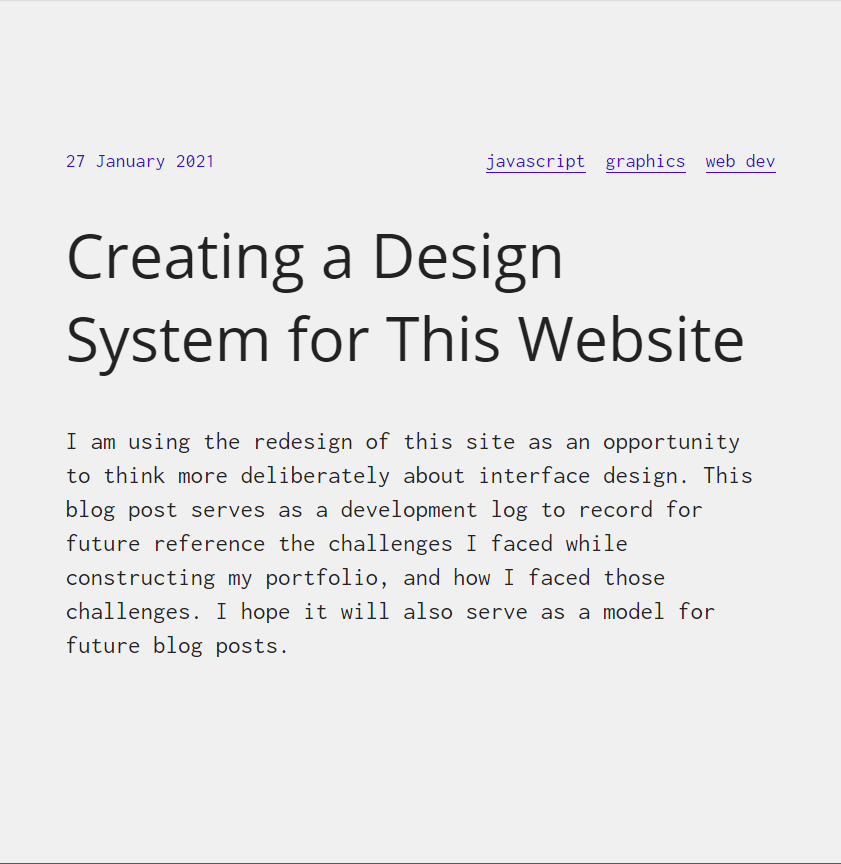 27 January 2021 javascript graphics web dev
Creating a Design
System for This Website
I am using the redesign of this site as an opportunity
to think more deliberately about interface design. This
blog post serves as a development log to record for
future reference the challenges I faced while
constructing my portfolio, and how I faced those
challenges. I hope it will also serve as a model for
future blog posts.